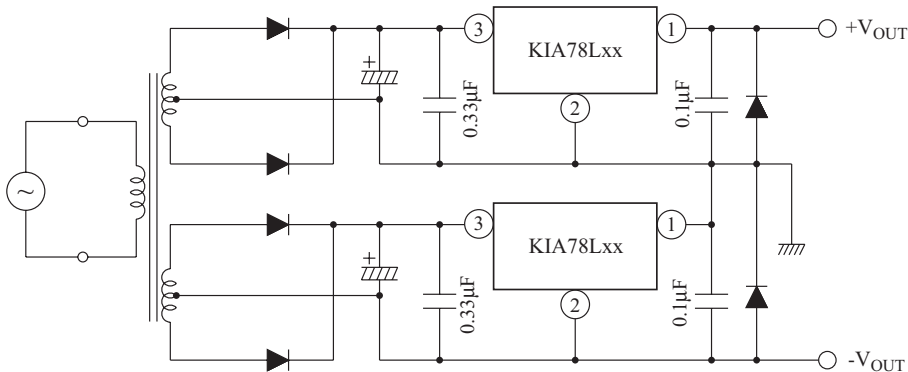 3
KIA78Lxx
1
+VOUT
+
0.33μF
2
0.1μF
~
3
KIA78Lxx
1
+
0.33μF
2
0.1μF
-VOUT